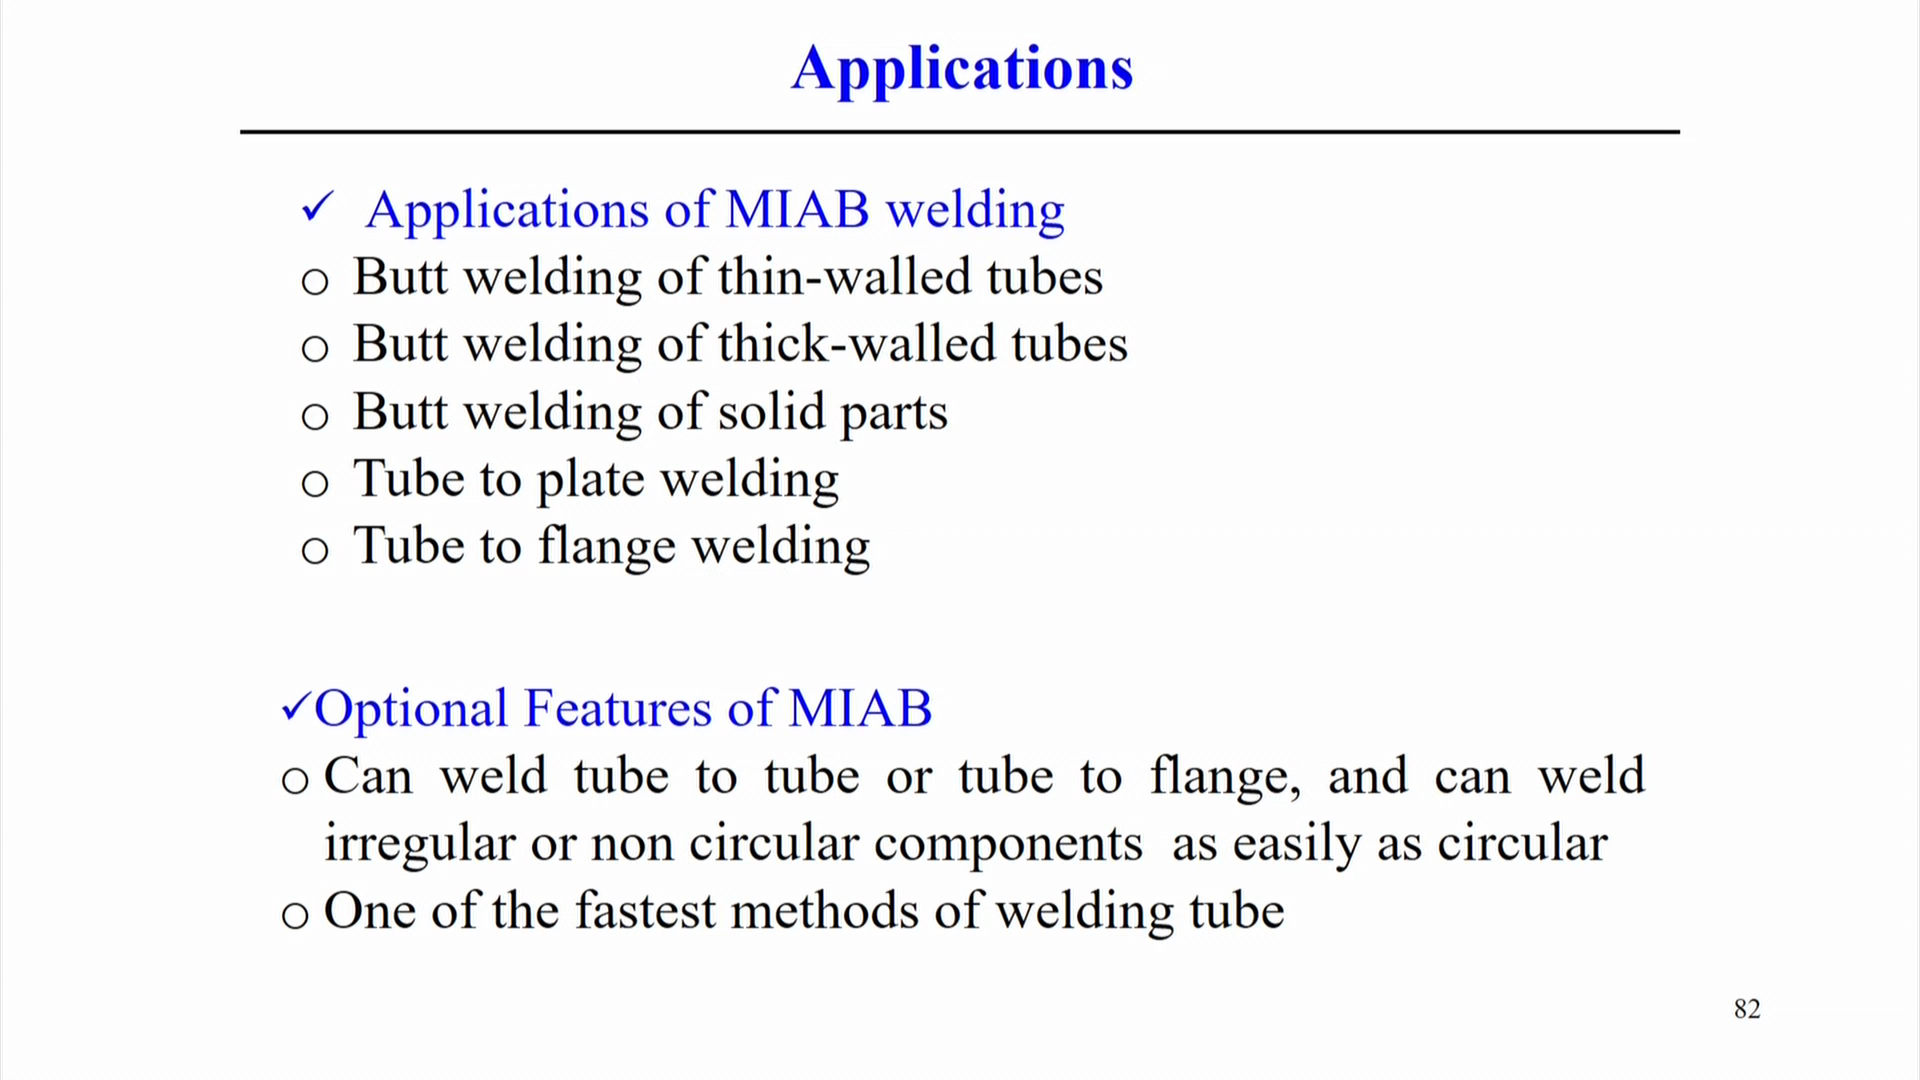 Applications
✓ Applications of MIAB welding
o Butt welding of thin-walled tubes
o Butt welding of thick-walled tubes
o Butt welding of solid parts
o Tube to plate welding
o Tube to flange welding
✓Optional Features of MIAB
o Can weld tube to tube or tube to flange, and can weld
irregular or non circular components as easily as circular
o One of the fastest methods of welding tube
82